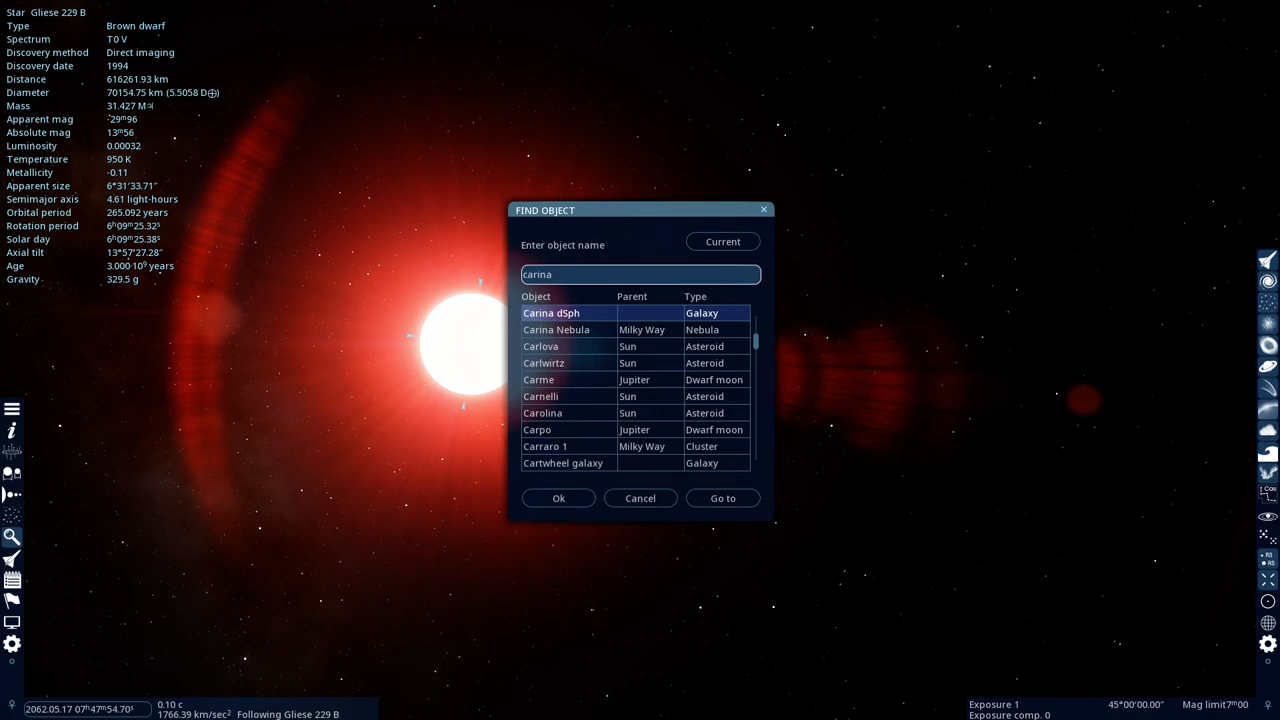 Star Gliese 229 B
Type Brown dwarf
Spectrum T0 V
Discovery method Direct imaging
Discovery date 1994
Distance 616261.93 km
Diameter 70154.75 km (5.5058 D⊕)
Mass 31.427 M♃
Apparent mag -29ᵐ96
Absolute mag 13ᵐ56
Luminosity 0.00032
Temperature 950 K
Metallicity -0.11
Apparent size 6°31′33.71″
Semimajor axis 4.61 light-hours
Orbital period 265.092 years
Rotation period 6ʰ09ᵐ25.32ˢ
Solar day 6ʰ09ᵐ25.38ˢ
Axial tilt 13°57′27.28″
Age 3.000·10⁹ years
Gravity 329.5 g
FIND OBJECT
Enter object name Current
carina
Object Parent Type
Carina dSph Galaxy
Carina Nebula Milky Way Nebula
Carlova Sun Asteroid
Carlwirtz Sun Asteroid
Carme Jupiter Dwarf moon
Carnelli Sun Asteroid
Carolina Sun Asteroid
Carpo Jupiter Dwarf moon
Carraro 1 Milky Way Cluster
Cartwheel galaxy Galaxy
Ok Cancel Go to
Can
RS
RS
2062.05.17 07ʰ47ᵐ54.70ˢ
0.10 c
1766.39 km/sec² Following Gliese 229 B
Exposure 1 45°00′00.00″ Mag limit 7ᵐ00
Exposure comp. 0